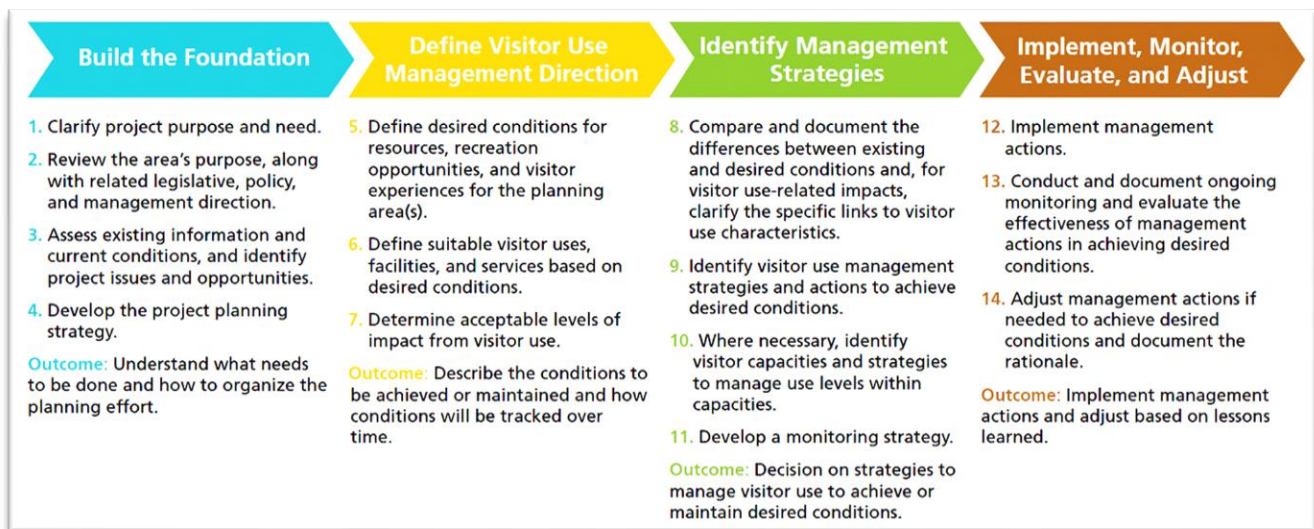 Build the Foundation
1. Clarify project purpose and need.
2. Review the area's purpose, along
with related legislative, policy,
and management direction.
3. Assess existing information and
current conditions, and identify
project issues and opportunities.
4. Develop the project planning
strategy.
Outcome: Understand what needs
to be done and how to organize the
planning effort.
Define Visitor Use
Management Direction
5. Define desired conditions for
resources, recreation
opportunities, and visitor
experiences for the planning
area(s).
6. Define suitable visitor uses,
facilities, and services based on
desired conditions.
7. Determine acceptable levels of
impact from visitor use.
Outcome: Describe the conditions to
be achieved or maintained and how
conditions will be tracked over
time.
Identify Management
Strategies
8. Compare and document the
differences between existing
and desired conditions and, for
visitor use-related impacts,
clarify the specific links to visitor
use characteristics.
9. Identify visitor use management
strategies and actions to achieve
desired conditions.
10. Where necessary, identify
visitor capacities and strategies
to manage use levels within
capacities.
11. Develop a monitoring strategy.
Outcome: Decision on strategies to
manage visitor use to achieve or
maintain desired conditions.
Implement, Monitor,
Evaluate, and Adjust
12. Implement management
actions.
13. Conduct and document ongoing
monitoring and evaluate the
effectiveness of management
actions in achieving desired
conditions.
14. Adjust management actions if
needed to achieve desired
conditions and document the
rationale.
Outcome: Implement management
actions and adjust based on lessons
learned.